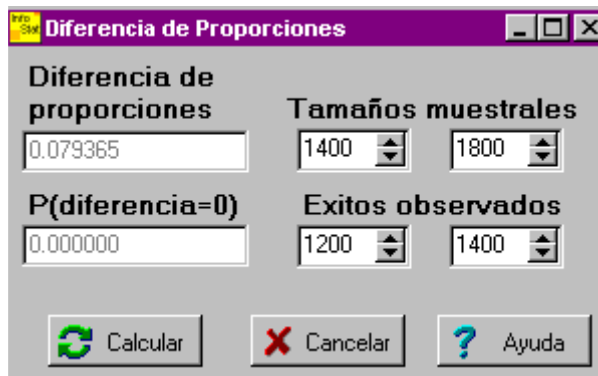 Info
Stat
Diferencia de Proporciones
Diferencia de
proporciones
Tamaños muestrales
0.079365
1400
1800
P(diferencia=0)
Exitos observados
0.000000
1200
1400
Calcular
Cancelar
Ayuda